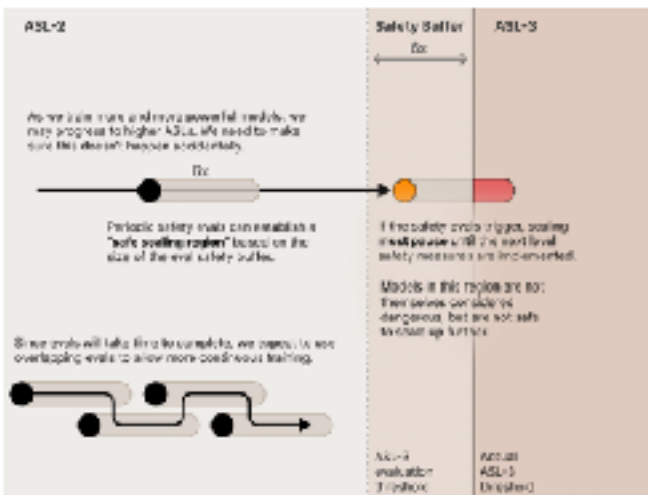 ASL-2
Safety Buffer
ASL-3
6x
As we train more and more powerful models, we
may progress to higher ASLs. We need to make
sure this doesn't happen accidentally.
6x
Periodic safety evals can establish a
"safe scaling region" based on the
size of the eval safety buffer.
If the safety evals trigger, scaling
must pause until the next level
safety measures are implemented.
Models in this region are not
themselves considered
dangerous, but are not safe
to scale up further.
Since evals will take time to complete, we expect to use
overlapping evals to allow more continuous training.
ASL-3
evaluation
threshold
Actual
ASL-3
threshold